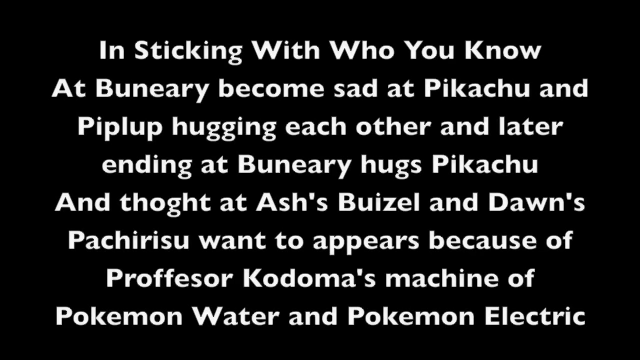 In Sticking With Who You Know
At Buneary become sad at Pikachu and
Piplup hugging each other and later
ending at Buneary hugs Pikachu
And thoght at Ash's Buizel and Dawn's
Pachirisu want to appears because of
Proffesor Kodoma's machine of
Pokemon Water and Pokemon Electric